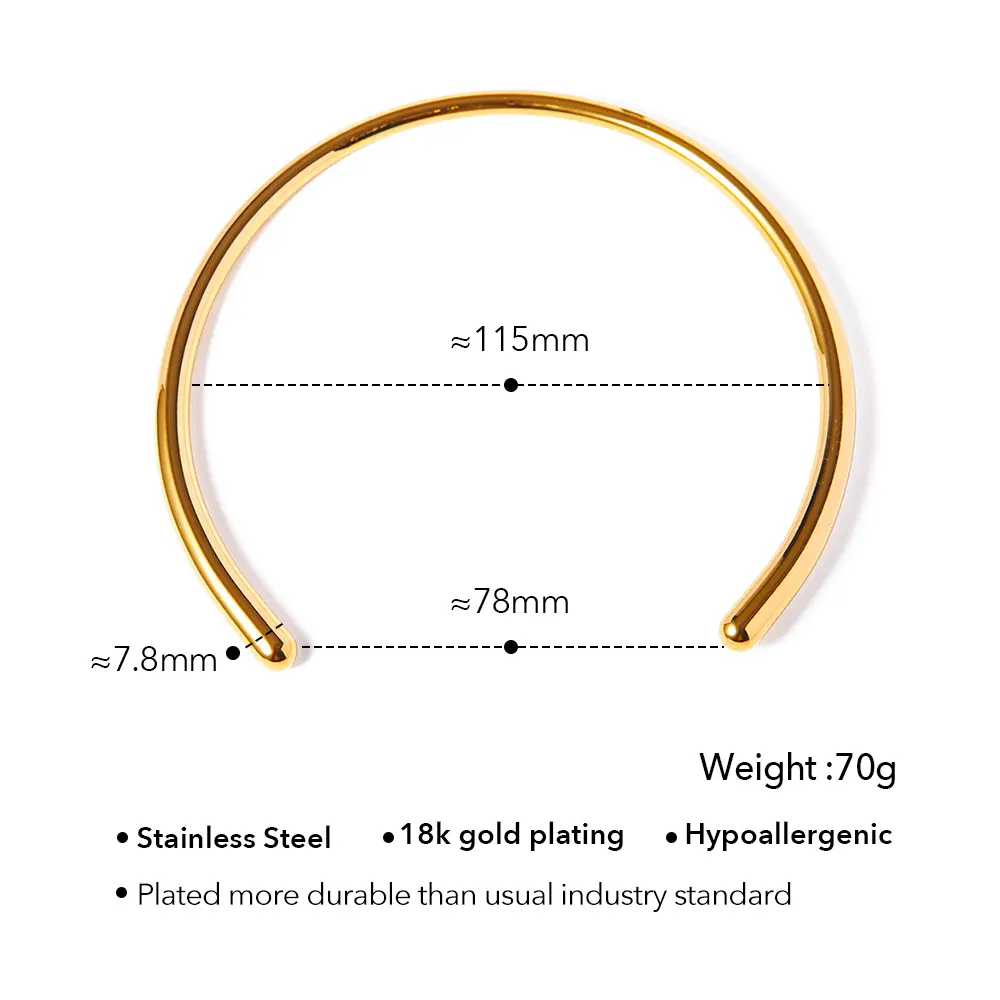 ≈115mm
≈78mm
≈7.8mm
Weight :70g
• Stainless Steel • 18k gold plating • Hypoallergenic
• Plated more durable than usual industry standard